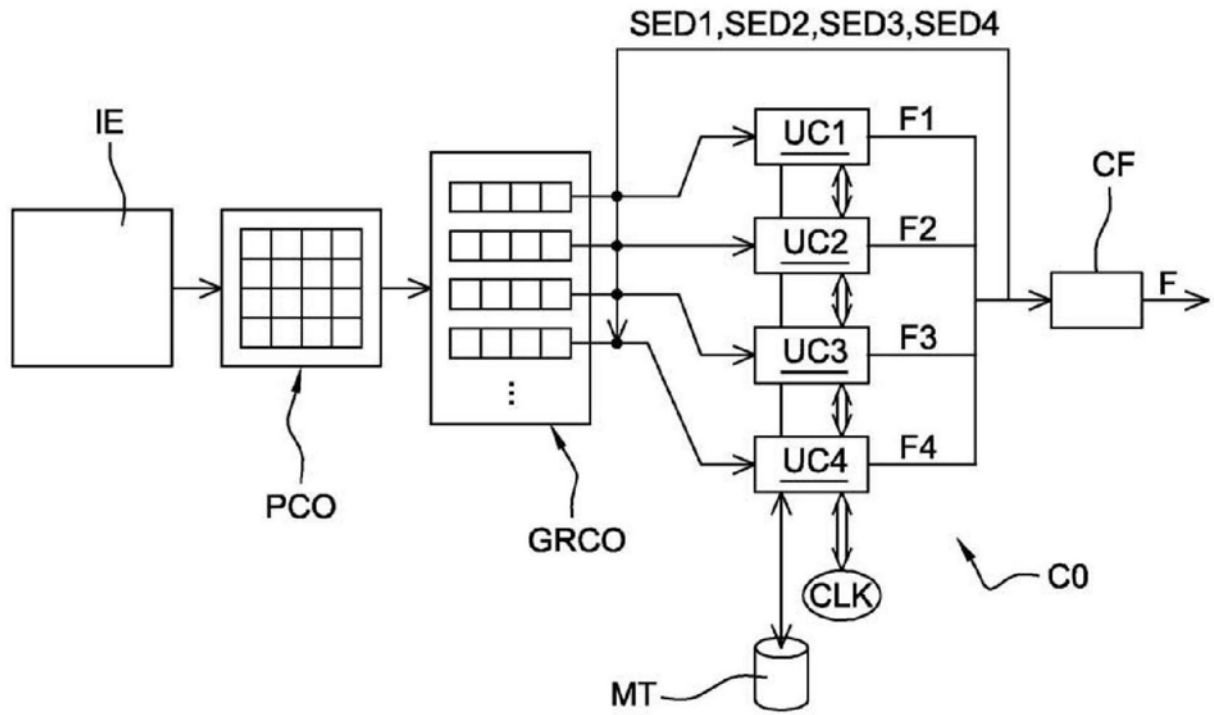 SED1,SED2,SED3,SED4
IE
UC1
F1
CF
UC2
F2
F
UC3
F3
...
UC4
F4
PCO
GRCO
CLK
C0
MT